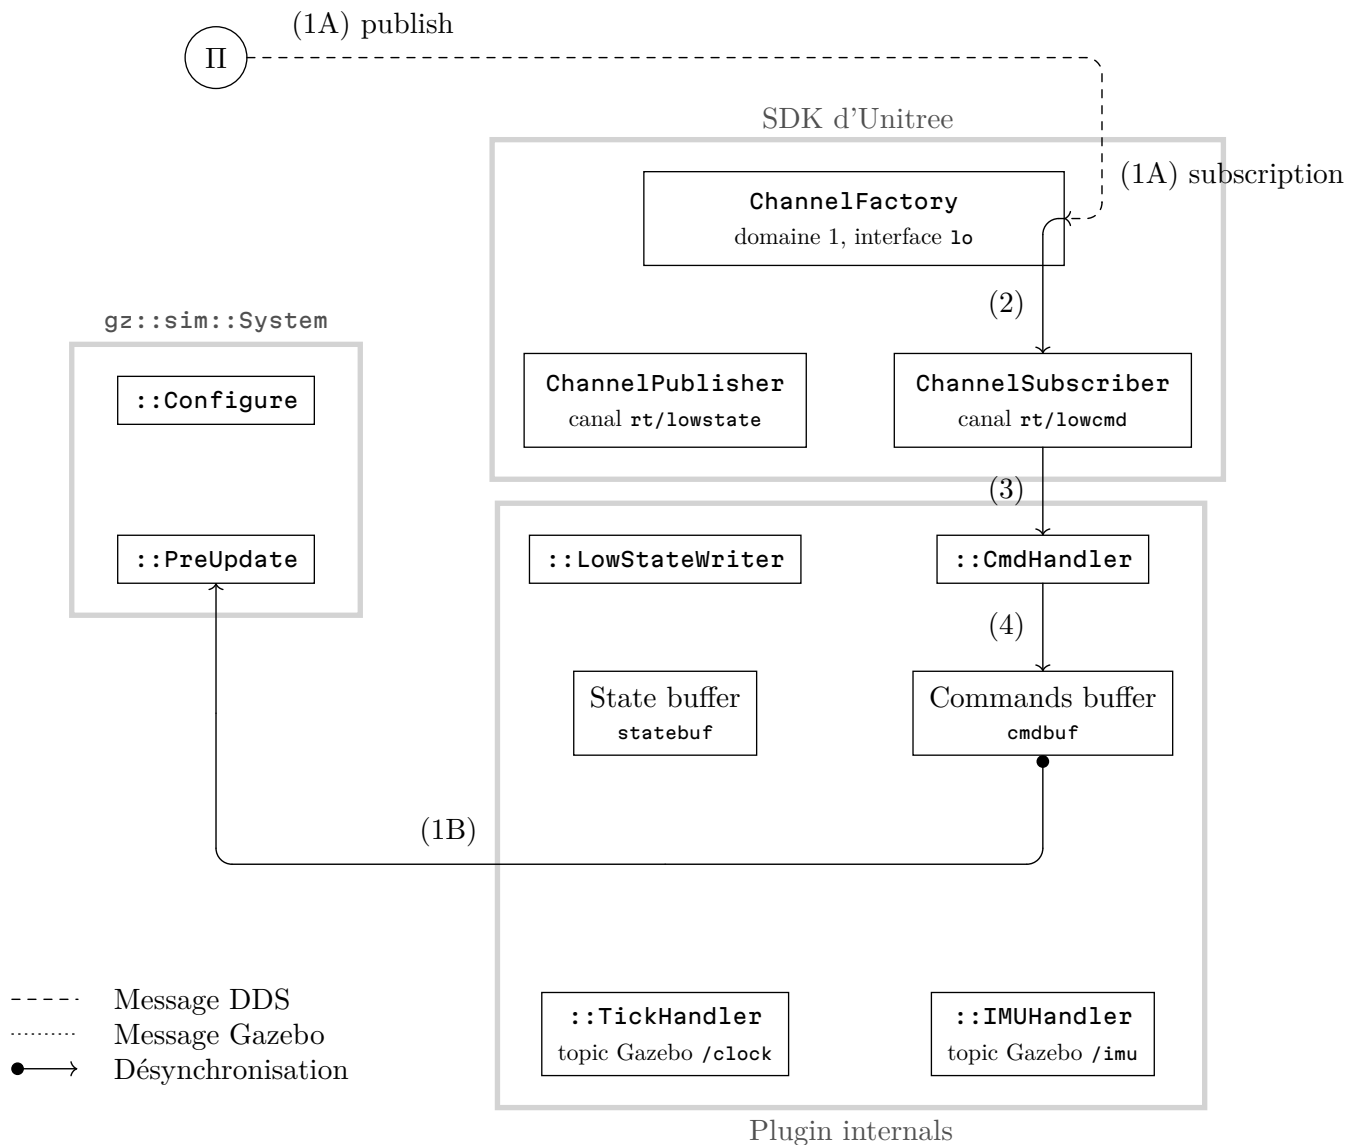 (1A) publish
Π
SDK d'Unitree
(1A) subscription
ChannelFactory
domaine 1, interface lo
(2)
gz::sim::System
::Configure
ChannelPublisher
canal rt/lowstate
ChannelSubscriber
canal rt/lowcmd
(3)
::PreUpdate
::LowStateWriter
::CmdHandler
(4)
State buffer
statebuf
Commands buffer
cmdbuf
(1B)
Message DDS
Message Gazebo
Désynchronisation
::TickHandler
topic Gazebo /clock
::IMUHandler
topic Gazebo /imu
Plugin internals